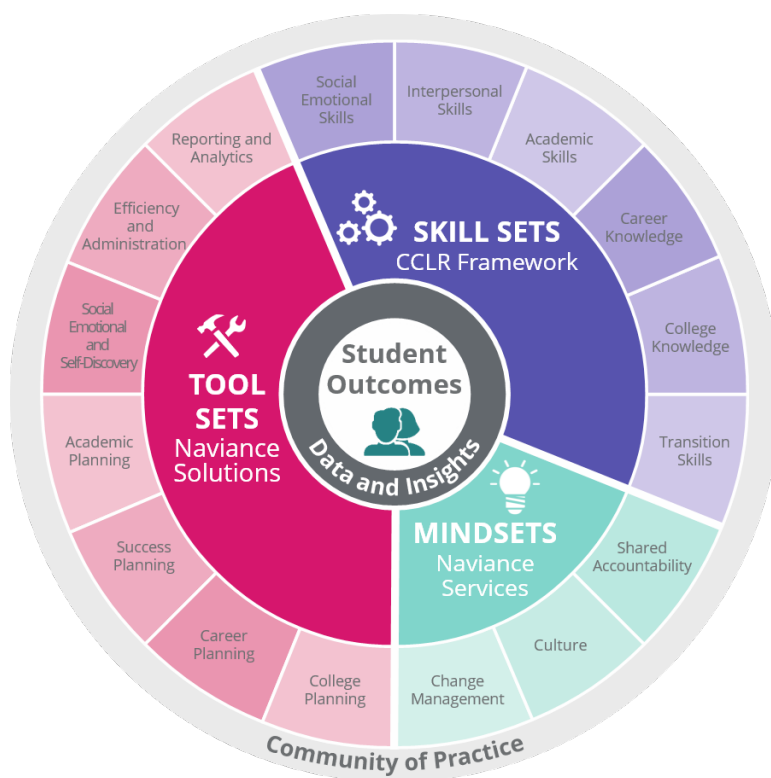 Social
Emotional
Skills
Interpersonal
Skills
Academic
Skills
Career
Knowledge
College
Knowledge
Transition
Skills
Shared
Accountability
Culture
Change
Management
College
Planning
Career
Planning
Success
Planning
Academic
Planning
Social
Emotional
and
Self-Discovery
Efficiency
and
Administration
Reporting and
Analytics
SKILL SETS
CCLR Framework
MINDSETS
Naviance
Services
TOOL
SETS
Naviance
Solutions
Student
Outcomes
Data and Insights
Community of Practice